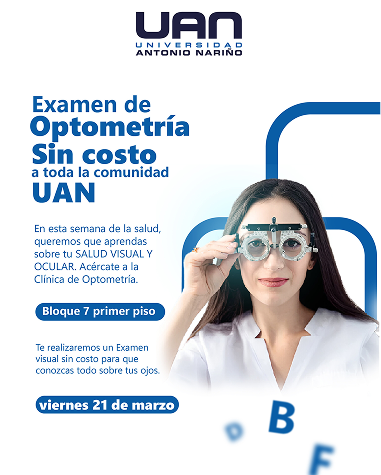 UAN
UNIVERSIDAD
ANTONIO NARIÑO
Examen de
Optometría
Sin costo
a toda la comunidad
UAN
En esta semana de la salud,
queremos que aprendas
sobre tu SALUD VISUAL Y
OCULAR. Acércate a la
Clínica de Optometría.
Bloque 7 primer piso
Te realizaremos un Examen
visual sin costo para que
conozcas todo sobre tus ojos.
viernes 21 de marzo
D B
F